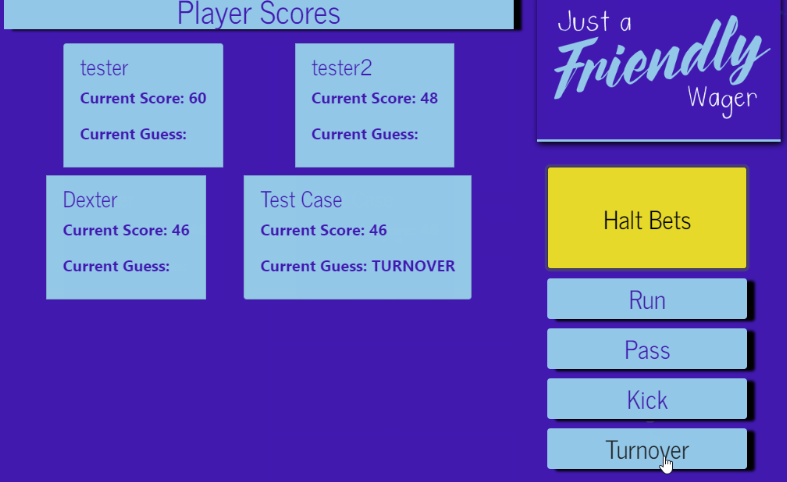 Player Scores
tester
Current Score: 60
Current Guess:
tester2
Current Score: 48
Current Guess:
Dexter
Current Score: 46
Current Guess:
Test Case
Current Score: 46
Current Guess: TURNOVER
Just a
Friendly
Wager
Halt Bets
Run
Pass
Kick
Turnover